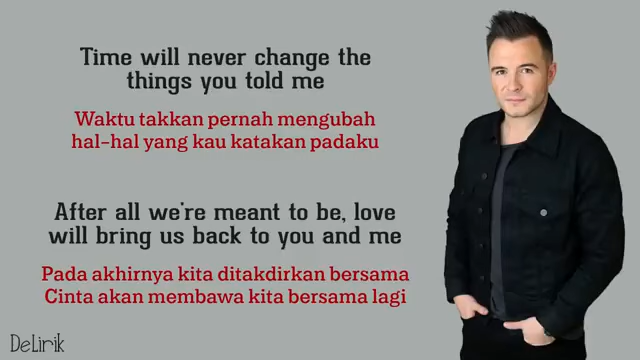 Time will never change the
things you told me
Waktu takkan pernah mengubah
hal-hal yang kau katakan padaku
After all we're meant to be, love
will bring us back to you and me
Pada akhirnya kita ditakdirkan bersama
Cinta akan membawa kita bersama lagi
DeLirik